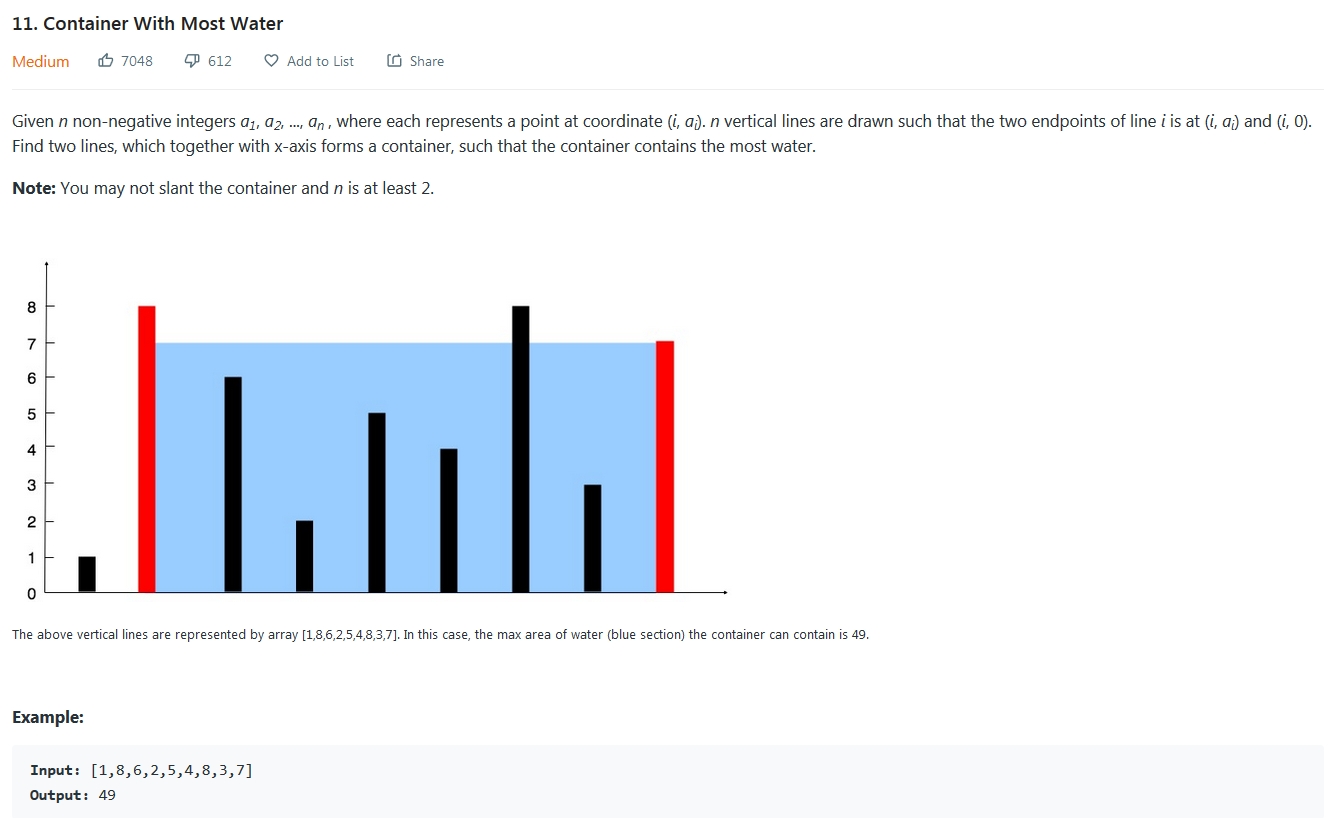 11. Container With Most Water
Medium 7048 612 Add to List Share
Given n non-negative integers a1, a2, ..., an , where each represents a point at coordinate (i, ai). n vertical lines are drawn such that the two endpoints of line i is at (i, ai) and (i, 0).
Find two lines, which together with x-axis forms a container, such that the container contains the most water.
Note: You may not slant the container and n is at least 2.
8
7
6
5
4
3
2
1
0
The above vertical lines are represented by array [1,8,6,2,5,4,8,3,7]. In this case, the max area of water (blue section) the container can contain is 49.
Example:
Input: [1,8,6,2,5,4,8,3,7]
Output: 49